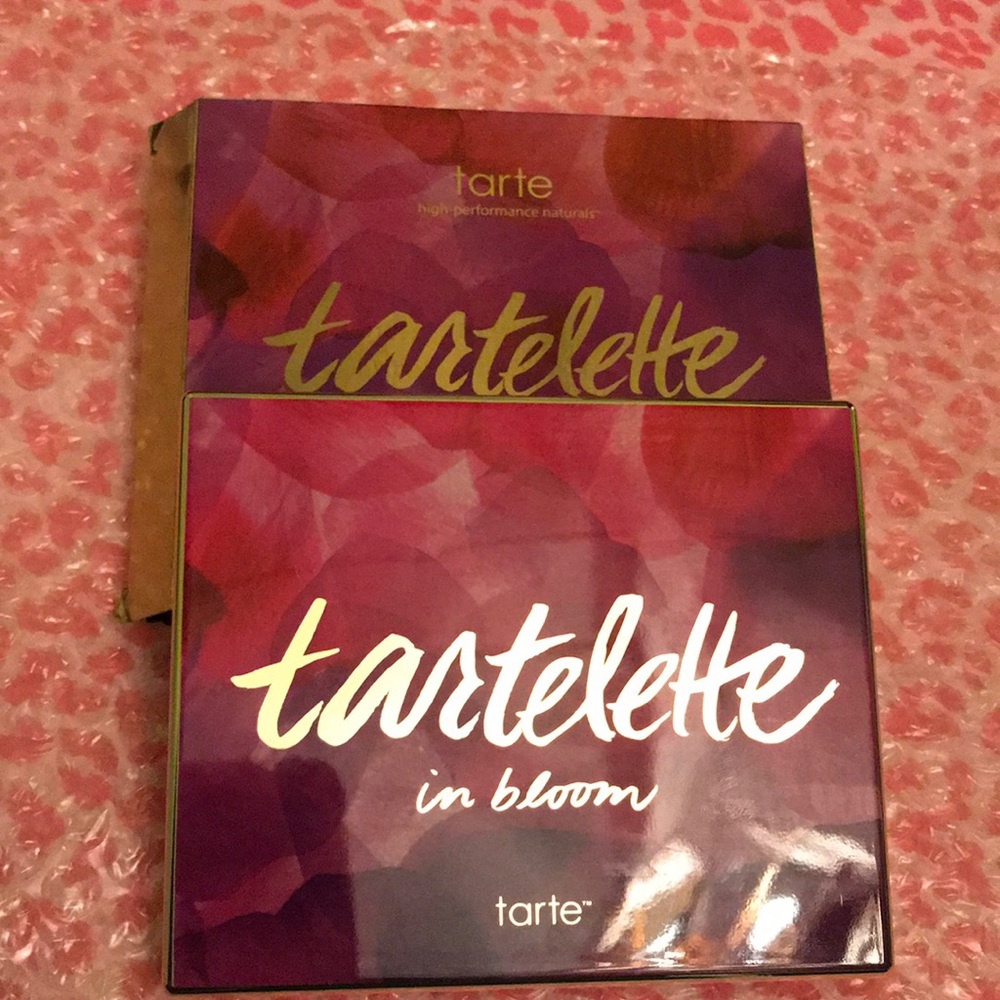 tarte
high-performance naturals™
tartelette
tartelette
in bloom
tarte™